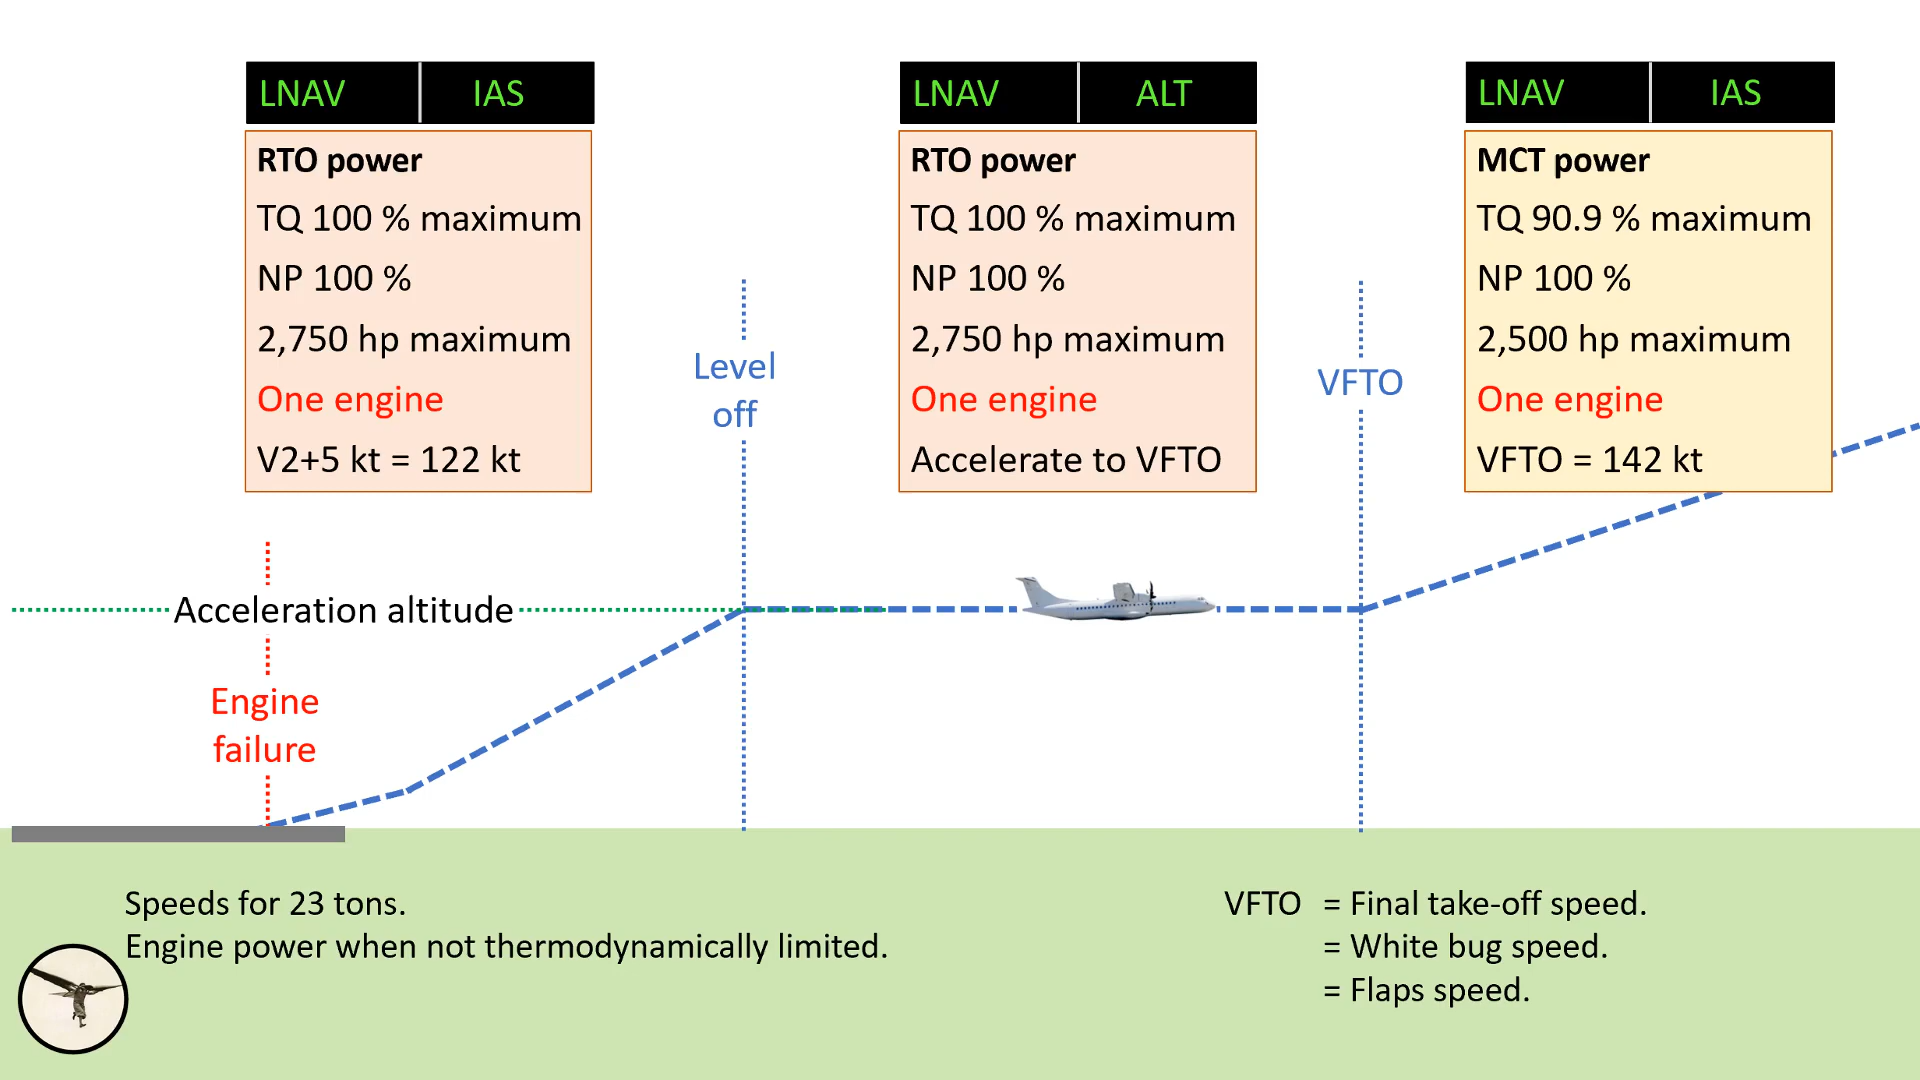 LNAV IAS
RTO power
TQ 100 % maximum
NP 100 %
2,750 hp maximum
One engine
V2+5 kt = 122 kt
LNAV ALT
RTO power
TQ 100 % maximum
NP 100 %
2,750 hp maximum
One engine
Accelerate to VFTO
LNAV IAS
MCT power
TQ 90.9 % maximum
NP 100 %
2,500 hp maximum
One engine
VFTO = 142 kt
Level
off
VFTO
Acceleration altitude
Engine
failure
Speeds for 23 tons.
Engine power when not thermodynamically limited.
VFTO = Final take-off speed.
= White bug speed.
= Flaps speed.